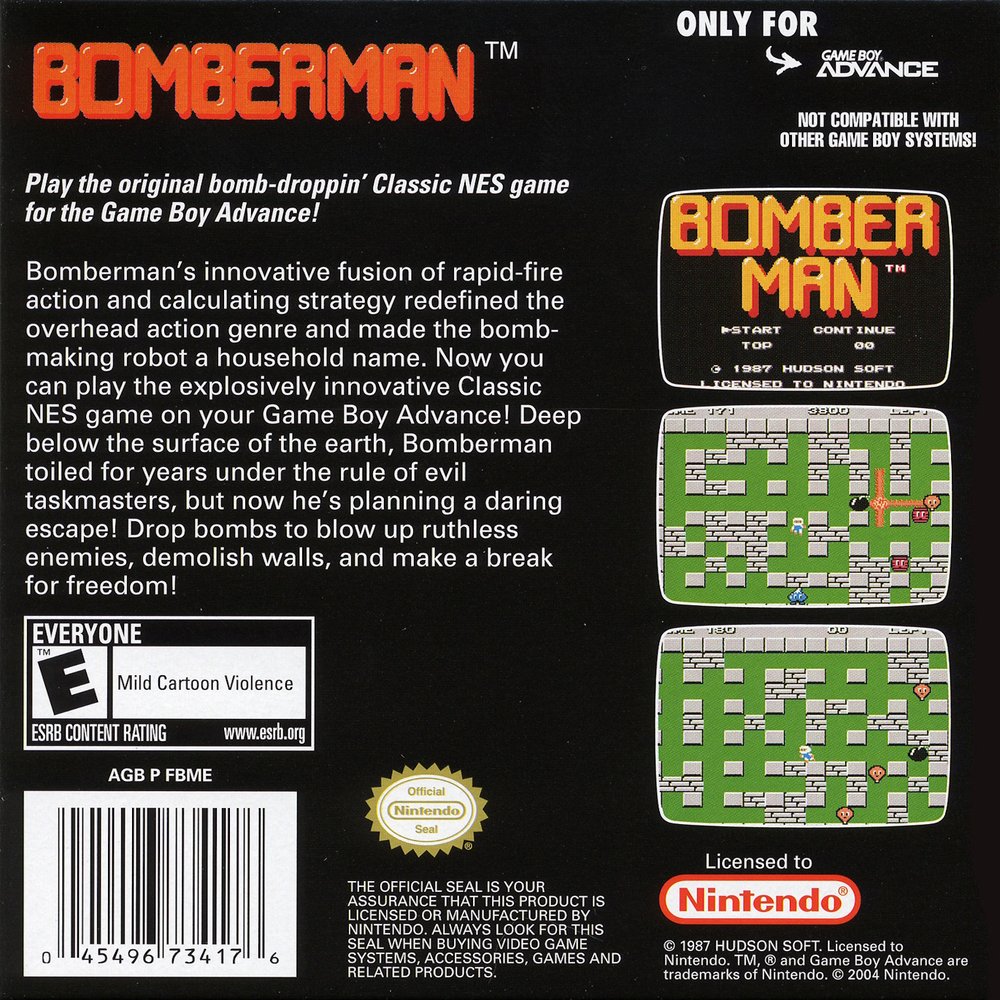 BOMBERMAN™
ONLY FOR
GAME BOY
ADVANCE
NOT COMPATIBLE WITH
OTHER GAME BOY SYSTEMS!
Play the original bomb-droppin' Classic NES game
for the Game Boy Advance!
Bomberman's innovative fusion of rapid-fire
action and calculating strategy redefined the
overhead action genre and made the bomb-
making robot a household name. Now you
can play the explosively innovative Classic
NES game on your Game Boy Advance! Deep
below the surface of the earth, Bomberman
toiled for years under the rule of evil
taskmasters, but now he's planning a daring
escape! Drop bombs to blow up ruthless
enemies, demolish walls, and make a break
for freedom!
BOMBER
MAN™
START CONTINUE
TOP 00
© 1987 HUDSON SOFT
LICENSED TO NINTENDO
171 3800 LEFT
180 00 LEFT
EVERYONE
E™
Mild Cartoon Violence
ESRB CONTENT RATING www.esrb.org
AGB P FBME
0 45496 73417 6
Official
Nintendo
Seal
®
THE OFFICIAL SEAL IS YOUR
ASSURANCE THAT THIS PRODUCT IS
LICENSED OR MANUFACTURED BY
NINTENDO. ALWAYS LOOK FOR THIS
SEAL WHEN BUYING VIDEO GAME
SYSTEMS, ACCESSORIES, GAMES AND
RELATED PRODUCTS.
Licensed to
Nintendo®
© 1987 HUDSON SOFT. Licensed to
Nintendo. TM, ® and Game Boy Advance are
trademarks of Nintendo. © 2004 Nintendo.